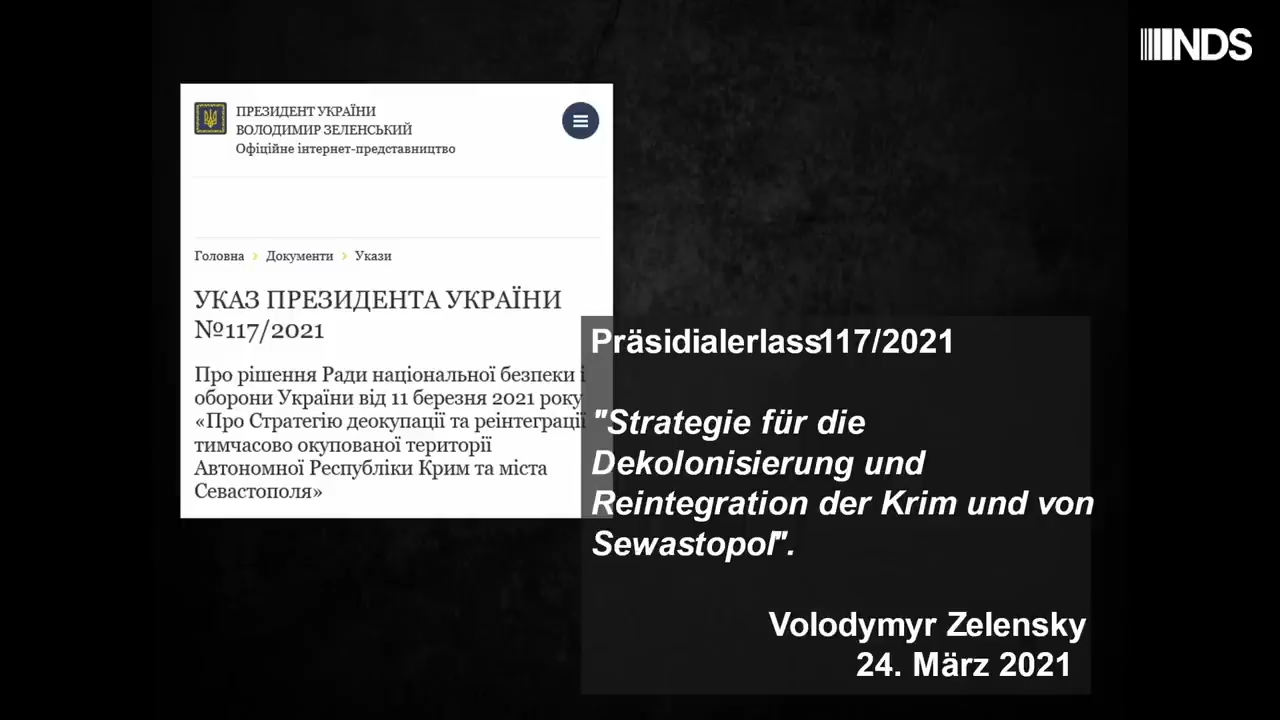 NDS
ПРЕЗИДЕНТ УКРАЇНИ
ВОЛОДИМИР ЗЕЛЕНСЬКИЙ
Офіційне інтернет-представництво
Головна › Документи › Укази
УКАЗ ПРЕЗИДЕНТА УКРАЇНИ
№117/2021
Про рішення Ради національної безпеки і
оборони України від 11 березня 2021 року
«Про Стратегію деокупації та реінтеграції
тимчасово окупованої території
Автономної Республіки Крим та міста
Севастополя»
Präsidialerlass117/2021
"Strategie für die
Dekolonisierung und
Reintegration der Krim und von
Sewastopol".
Volodymyr Zelensky
24. März 2021